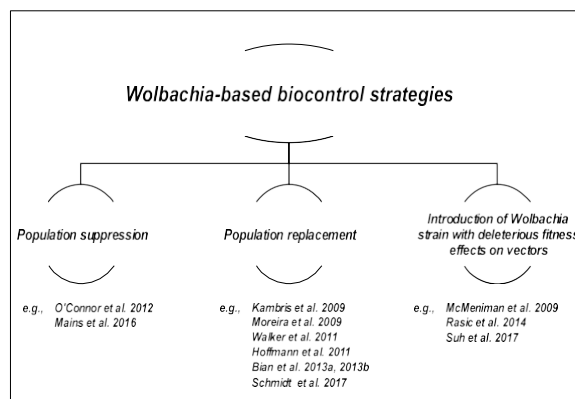 Wolbachia-based biocontrol strategies
Population suppression
e.g., O'Connor et al. 2012
Mains et al. 2016
Population replacement
e.g., Kambris et al. 2009
Moreira et al. 2009
Walker et al. 2011
Hoffmann et al. 2011
Bian et al. 2013a, 2013b
Schmidt et al. 2017
Introduction of Wolbachia
strain with deleterious fitness
effects on vectors
e.g., McMeniman et al. 2009
Rasic et al. 2014
Suh et al. 2017